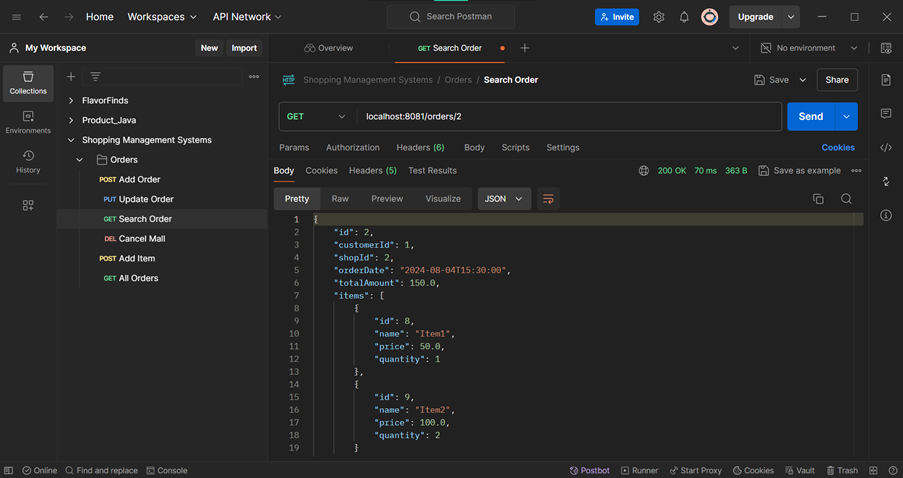 Home Workspaces API Network Search Postman Invite Upgrade
My Workspace New Import Overview GET Search Order No environment
Collections
Environments
History
FlavorFinds
Product_Java
Shopping Management Systems
Orders
POST Add Order
PUT Update Order
GET Search Order
DEL Cancel Mall
POST Add Item
GET All Orders
HTTP Shopping Management Systems / Orders / Search Order Save Share
GET localhost:8081/orders/2 Send
Params Authorization Headers (6) Body Scripts Settings Cookies
Body Cookies Headers (5) Test Results 200 OK 70 ms 363 B Save as example
Pretty Raw Preview Visualize JSON
1 {
2 "id": 2,
3 "customerId": 1,
4 "shopId": 2,
5 "orderDate": "2024-08-04T15:30:00",
6 "totalAmount": 150.0,
7 "items": [
8 {
9 "id": 8,
10 "name": "Item1",
11 "price": 50.0,
12 "quantity": 1
13 },
14 {
15 "id": 9,
16 "name": "Item2",
17 "price": 100.0,
18 "quantity": 2
19 }
Online Find and replace Console Postbot Runner Start Proxy Cookies Vault Trash